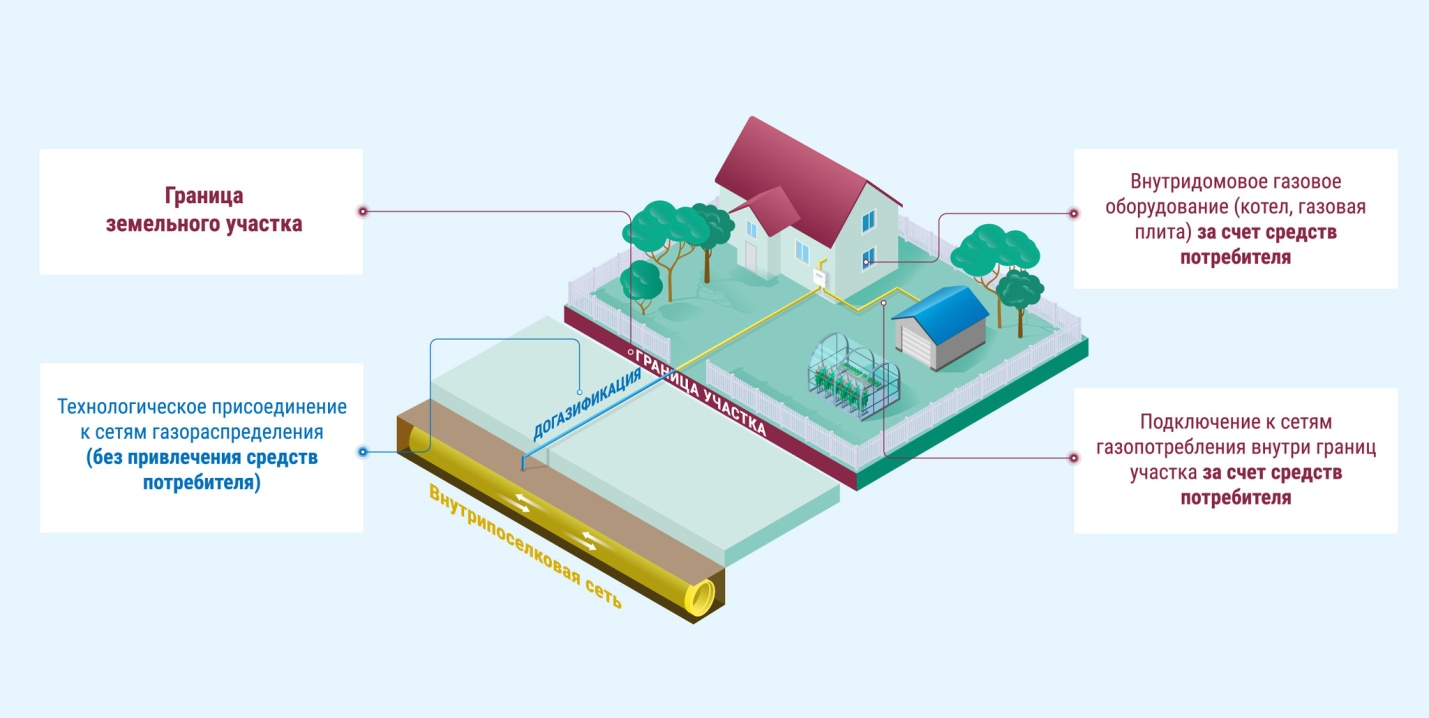 Граница
земельного участка
Технологическое присоединение
к сетям газораспределения
(без привлечения средств
потребителя)
Внутридомовое газовое
оборудование (котел, газовая
плита) за счет средств
потребителя
Подключение к сетям
газопотребления внутри границ
участка за счет средств
потребителя
ГРАНИЦА УЧАСТКА
ДОГАЗИФИКАЦИЯ
Внутрипоселковая сеть